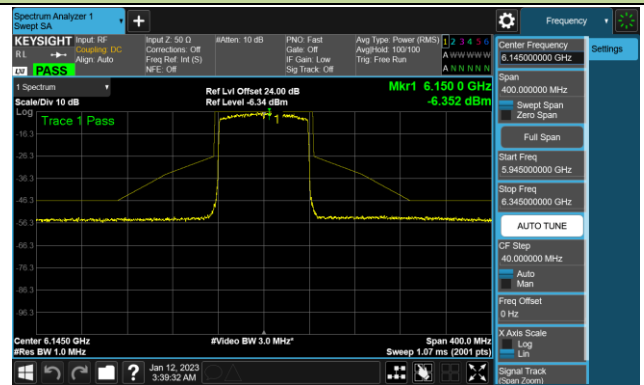 Spectrum Analyzer 1
Swept SA
+
Frequency
KEYSIGHT
RL
LXI
PASS
Input: RF
Coupling: DC
Align: Auto
Input Z: 50 Ω
Corrections: Off
Freq Ref: Int (S)
NFE: Off
#Atten: 10 dB
PNO: Fast
Gate: Off
IF Gain: Low
Sig Track: Off
Avg Type: Power (RMS)
Avg|Hold: 100/100
Trig: Free Run
1 2 3 4 5 6
A W W W W W
A N N N N N
Center Frequency
6.145000000 GHz
Settings
Span
400.000000 MHz
Swept Span
Zero Span
Full Span
Start Freq
5.945000000 GHz
Stop Freq
6.345000000 GHz
AUTO TUNE
CF Step
40.000000 MHz
Auto
Man
Freq Offset
0 Hz
X Axis Scale
Log
Lin
Signal Track
(Span Zoom)
1 Spectrum
Scale/Div 10 dB
Ref Lvl Offset 24.00 dB
Ref Level -6.34 dBm
Mkr1 6.150 0 GHz
-6.352 dBm
Log
Trace 1 Pass
1
-16.3
-26.3
-36.3
-46.3
-56.3
-66.3
-76.3
-86.3
-96.3
Center 6.1450 GHz
#Res BW 1.0 MHz
#Video BW 3.0 MHz*
Span 400.0 MHz
Sweep 1.07 ms (2001 pts)
?
Jan 12, 2023
3:39:32 AM